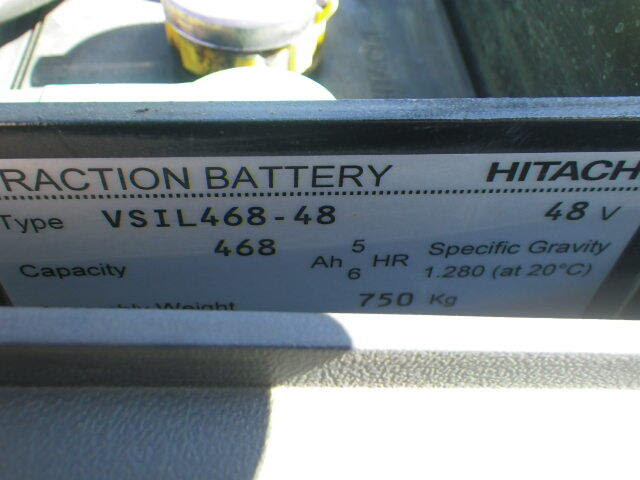 RACTION BATTERY HITACH
Type VSIL468-48 48 V
Capacity 468 Ah 5 HR Specific Gravity
6 1.280 (at 20°C)
Weight 750 Kg